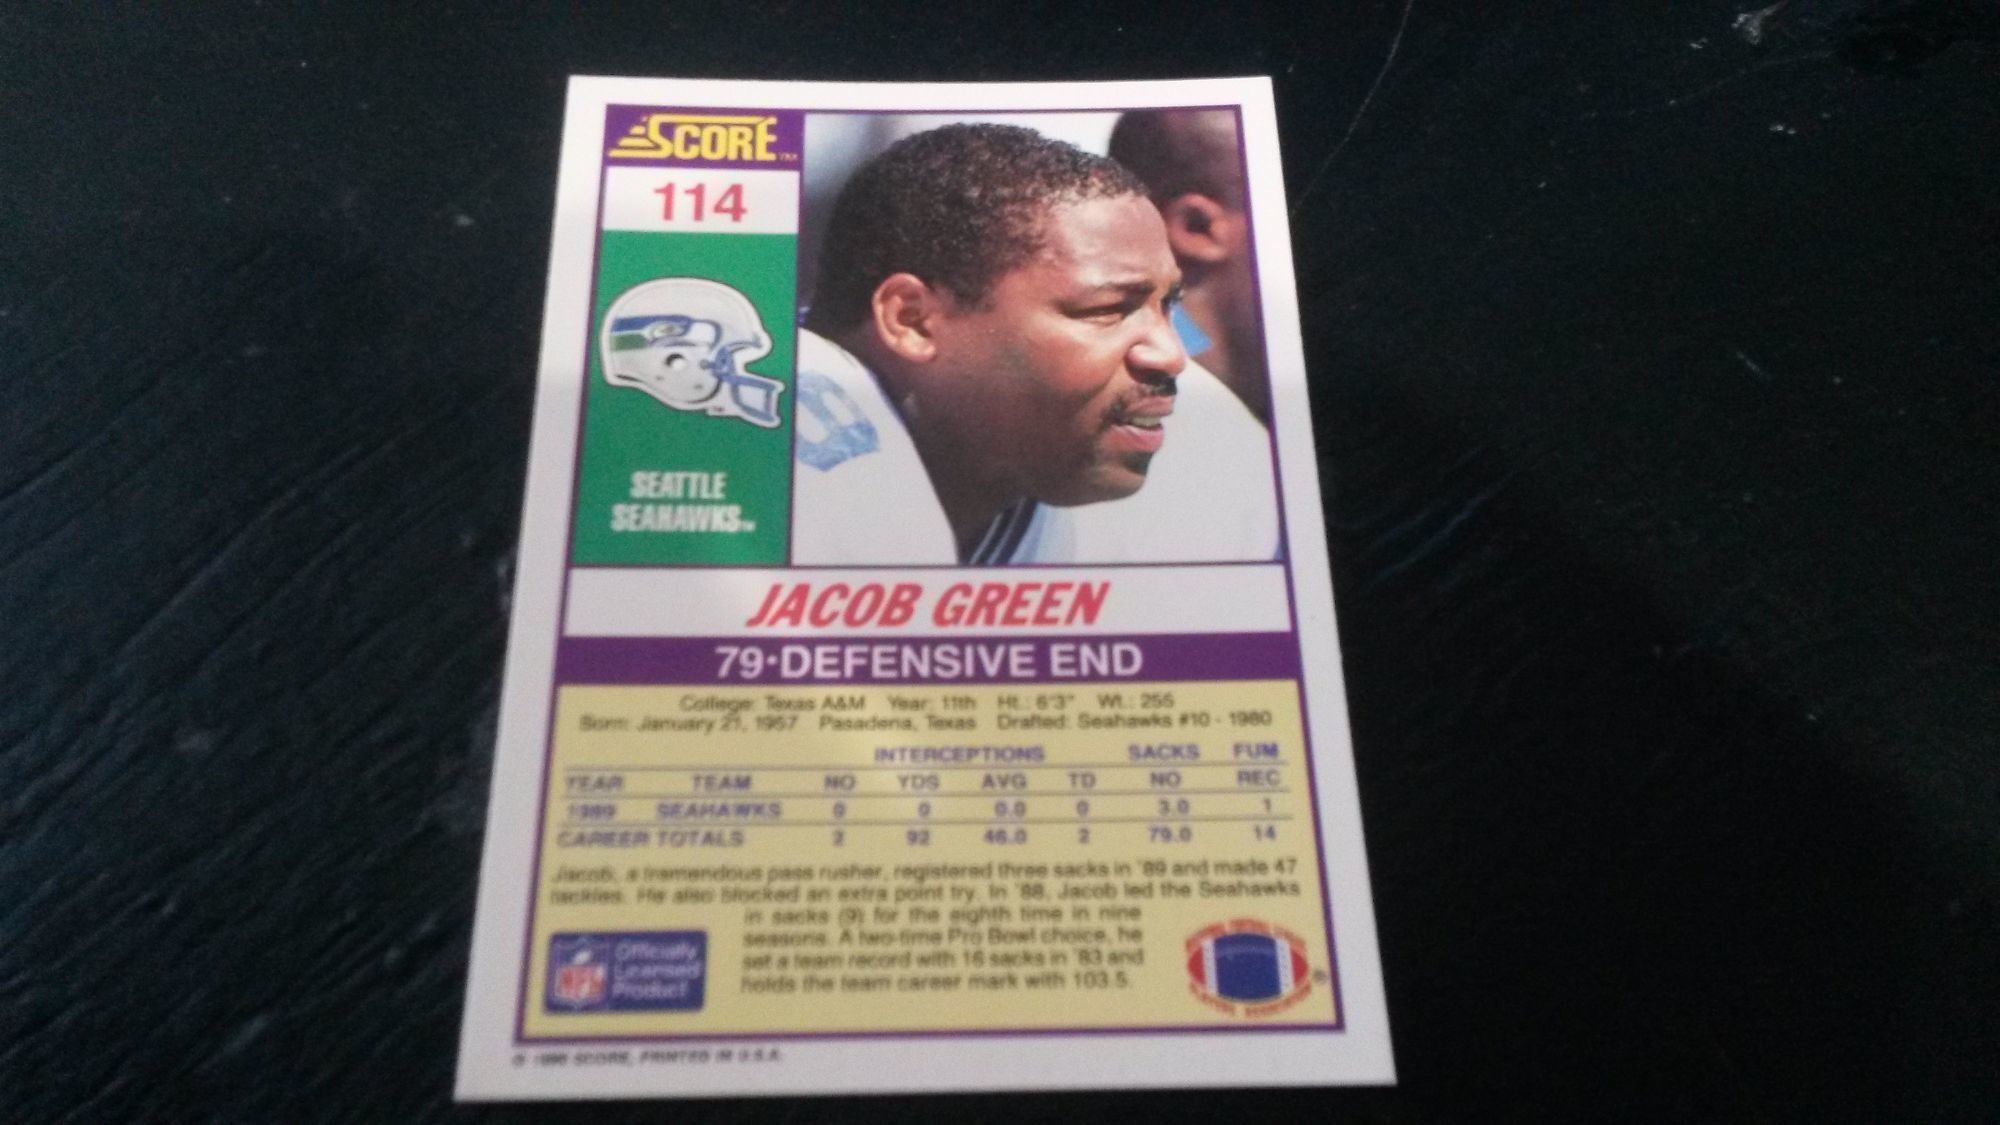 SCORE™
114
SEATTLE
SEAHAWKS™
JACOB GREEN
79•DEFENSIVE END
College: Texas A&M Year: 11th Ht.: 6'3" Wt.: 255
Born: January 21, 1957 Pasadena, Texas Drafted: Seahawks #10 - 1980
INTERCEPTIONS SACKS FUM
YEAR TEAM NO YDS AVG TD NO REC
1989 SEAHAWKS 0 0 0.0 0 3.0 1
CAREER TOTALS 2 92 46.0 2 79.0 14
Jacob, a tremendous pass rusher, registered three sacks in '89 and made 47
tackles. He also blocked an extra point try. In '88, Jacob led the Seahawks
in sacks (9) for the eighth time in nine
seasons. A two-time Pro Bowl choice, he
set a team record with 16 sacks in '83 and
holds the team career mark with 103.5.
NFL
Officially
Licensed
Product
® 
© 1990 SCORE, PRINTED IN U.S.A.